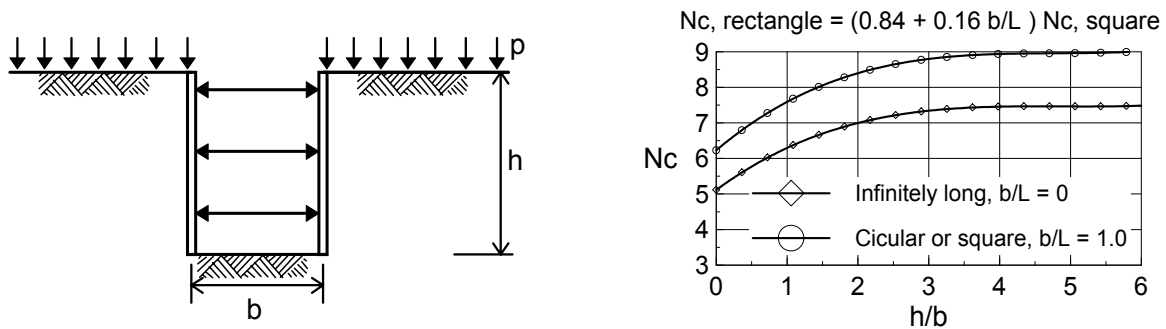 p
h
b
Nc, rectangle = (0.84 + 0.16 b/L ) Nc, square
9
8
7
6
5
4
3
Nc
Infinitely long, b/L = 0
Cicular or square, b/L = 1.0
0 1 2 3 4 5 6
h/b